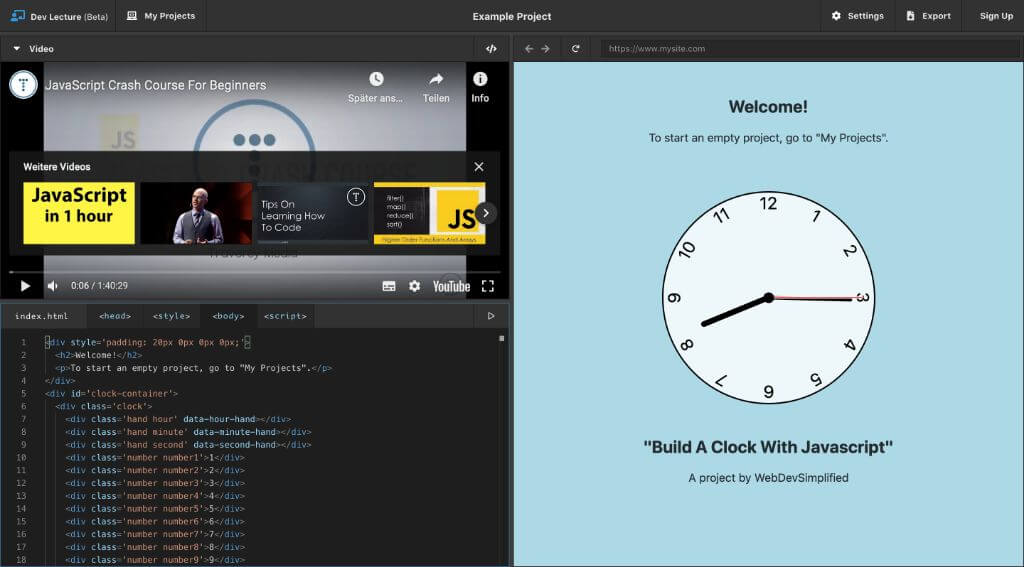 Dev Lecture (Beta)
My Projects
Example Project
Settings
Export
Sign Up
Video
JavaScript Crash Course For Beginners
Später ans...
Teilen
Info
JS
Weitere Videos
JavaScript
in 1 hour
Tips On
Learning How
To Code
T
filter()
map()
reduce()
sort()
JS
Higher Order Functions And Arrays
Traversy Media
0:06 / 1:40:29
YouTube
index.html
<head>
<style>
<body>
<script>
1 <div style='padding: 20px 0px 0px 0px;'>
2 <h2>Welcome!</h2>
3 <p>To start an empty project, go to "My Projects".</p>
4 </div>
5 <div id='clock-container'>
6 <div class='clock'>
7 <div class='hand hour' data-hour-hand></div>
8 <div class='hand minute' data-minute-hand></div>
9 <div class='hand second' data-second-hand></div>
10 <div class='number number1'>1</div>
11 <div class='number number2'>2</div>
12 <div class='number number3'>3</div>
13 <div class='number number4'>4</div>
14 <div class='number number5'>5</div>
15 <div class='number number6'>6</div>
16 <div class='number number7'>7</div>
17 <div class='number number8'>8</div>
18 <div class='number number9'>9</div>
https://www.mysite.com
Welcome!
To start an empty project, go to "My Projects".
12
1
2
3
4
5
6
7
8
9
10
11
"Build A Clock With Javascript"
A project by WebDevSimplified